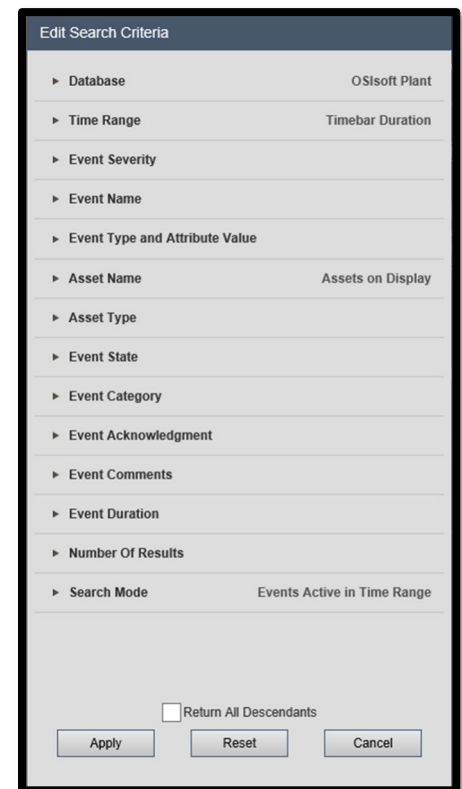 Edit Search Criteria
Database OSIsoft Plant
Time Range Timebar Duration
Event Severity
Event Name
Event Type and Attribute Value
Asset Name Assets on Display
Asset Type
Event State
Event Category
Event Acknowledgment
Event Comments
Event Duration
Number Of Results
Search Mode Events Active in Time Range
Return All Descendants
Apply Reset Cancel